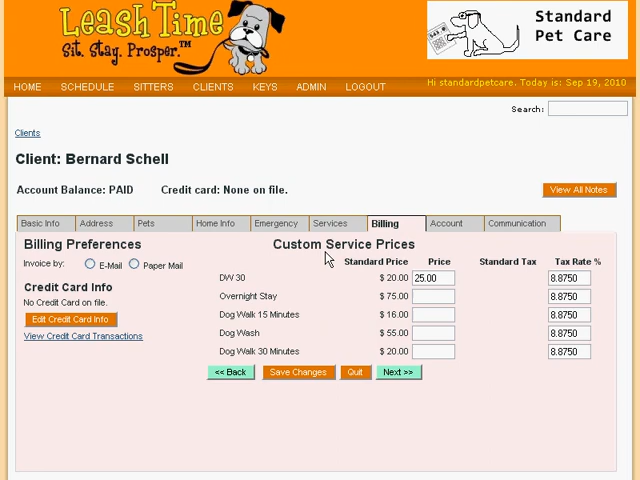 LeashTime
Sit. Stay. Prosper.™
Standard
Pet Care
HOME SCHEDULE SITTERS CLIENTS KEYS ADMIN LOGOUT
Hi standardpetcare. Today is: Sep 19, 2010
Search:
Clients
Client: Bernard Schell
Account Balance: PAID Credit card: None on file.
View All Notes
Basic Info Address Pets Home Info Emergency Services Billing Account Communication
Billing Preferences
Invoice by: E-Mail Paper Mail
Credit Card Info
No Credit Card on file.
Edit Credit Card Info
View Credit Card Transactions
Custom Service Prices
Standard Price Price Standard Tax Tax Rate %
DW 30 $ 20.00 25.00 8.8750
Overnight Stay $ 75.00 8.8750
Dog Walk 15 Minutes $ 16.00 8.8750
Dog Wash $ 55.00 8.8750
Dog Walk 30 Minutes $ 20.00 8.8750
<< Back Save Changes Quit Next >>